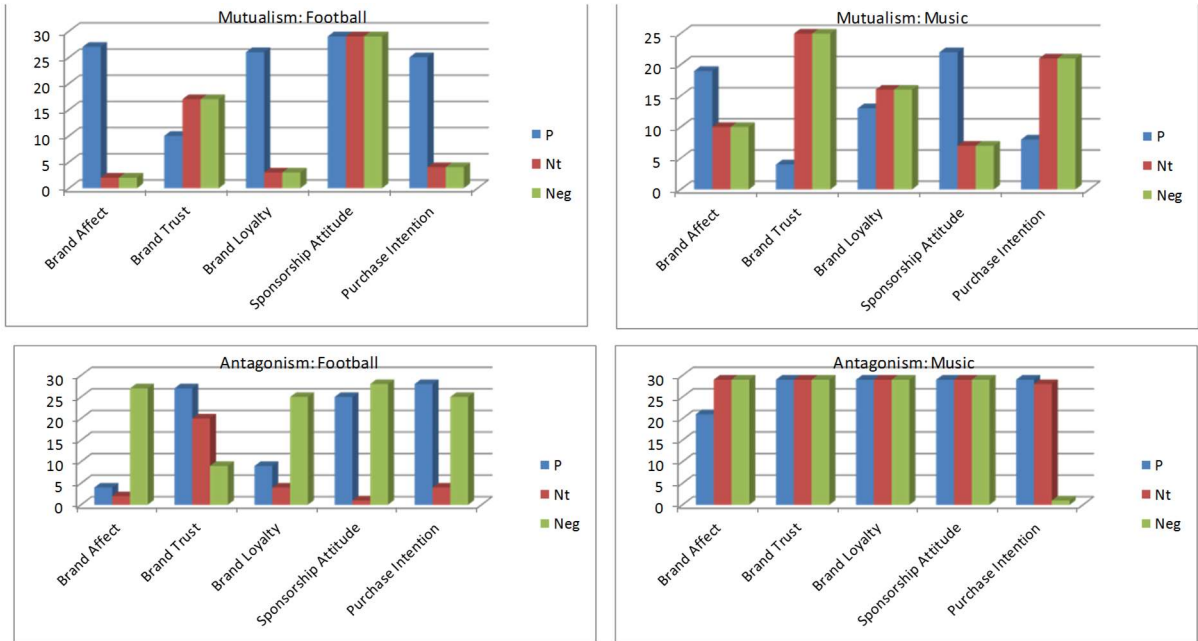 Mutualism: Football
30
25
20
15
10
5
0
Brand Affect
Brand Trust
Brand Loyalty
Sponsorship Attitude
Purchase Intention
P
Nt
Neg
Mutualism: Music
25
20
15
10
5
0
Brand Affect
Brand Trust
Brand Loyalty
Sponsorship Attitude
Purchase Intention
P
Nt
Neg
Antagonism: Football
30
25
20
15
10
5
0
Brand Affect
Brand Trust
Brand Loyalty
Sponsorship Attitude
Purchase Intention
P
Nt
Neg
Antagonism: Music
30
25
20
15
10
5
0
Brand Affect
Brand Trust
Brand Loyalty
Sponsorship Attitude
Purchase Intention
P
Nt
Neg